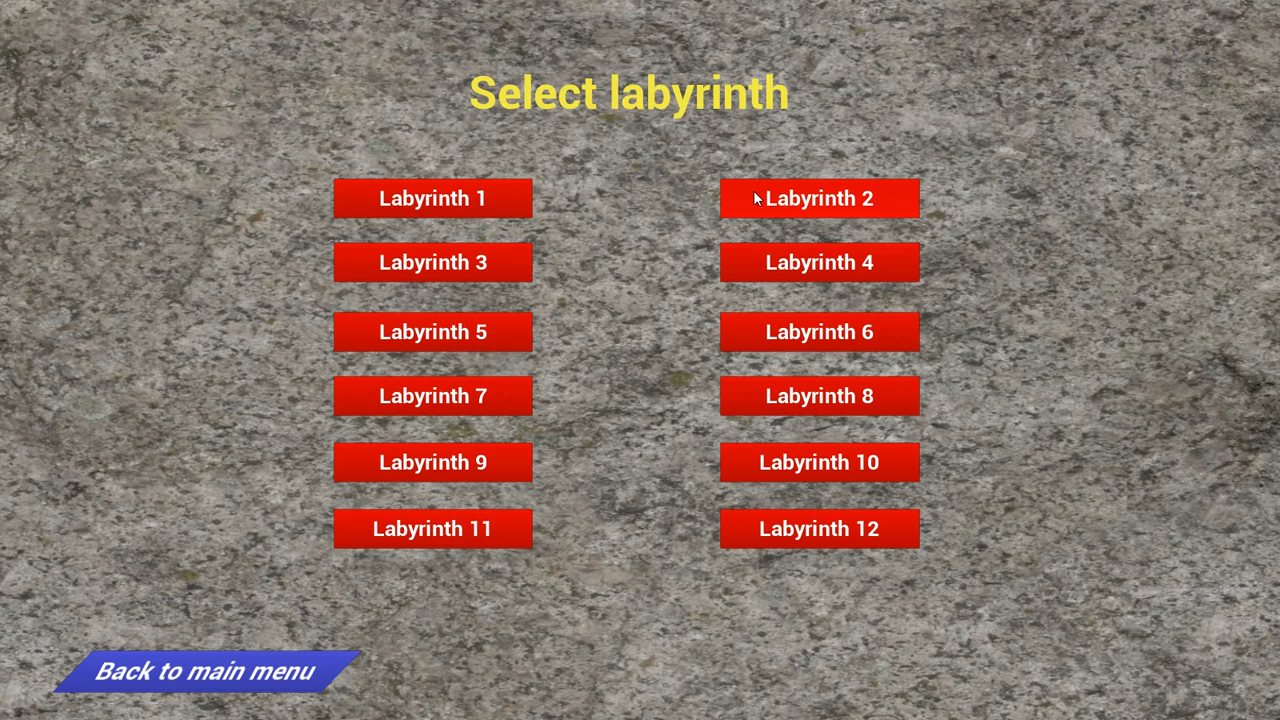 Select labyrinth
Labyrinth 1
Labyrinth 2
Labyrinth 3
Labyrinth 4
Labyrinth 5
Labyrinth 6
Labyrinth 7
Labyrinth 8
Labyrinth 9
Labyrinth 10
Labyrinth 11
Labyrinth 12
Back to main menu